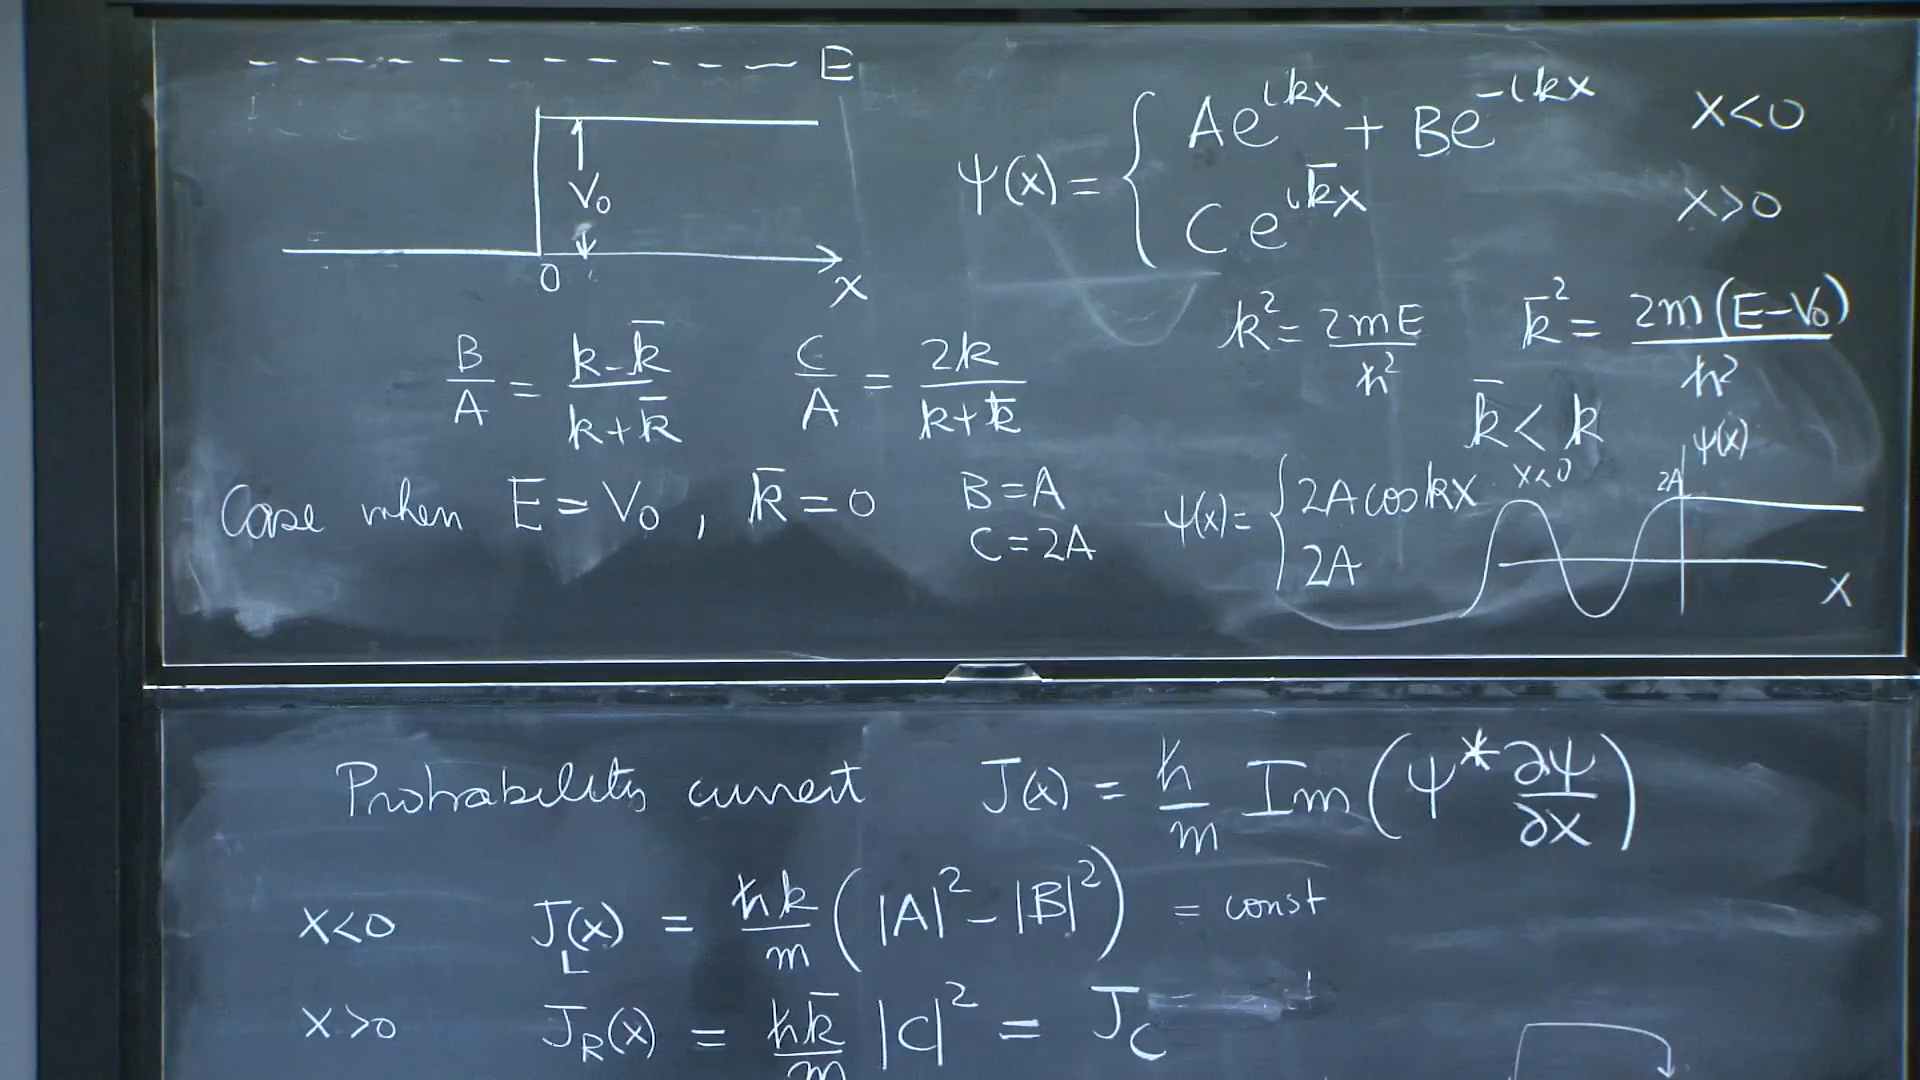 E
V₀
0
x
ψ(x) = { Ae^{ikx} + Be^{-ikx} x<0
Ce^{ik̄x} x>0
k² = 2mE/ħ² k̄² = 2m(E-V₀)/ħ²
k̄ < k
B/A = (k-k̄)/(k+k̄) C/A = 2k/(k+k̄)
Case when E = V₀, k̄ = 0
B = A
C = 2A
ψ(x) = { 2A cos kx x<0
2A
2A
ψ(x)
x
Probability current J(x) = ħ/m Im(ψ* ∂ψ/∂x)
x<0 J_L(x) = ħk/m (|A|² - |B|²) = const
x>0 J_R(x) = ħk̄/m |C|² = J_C